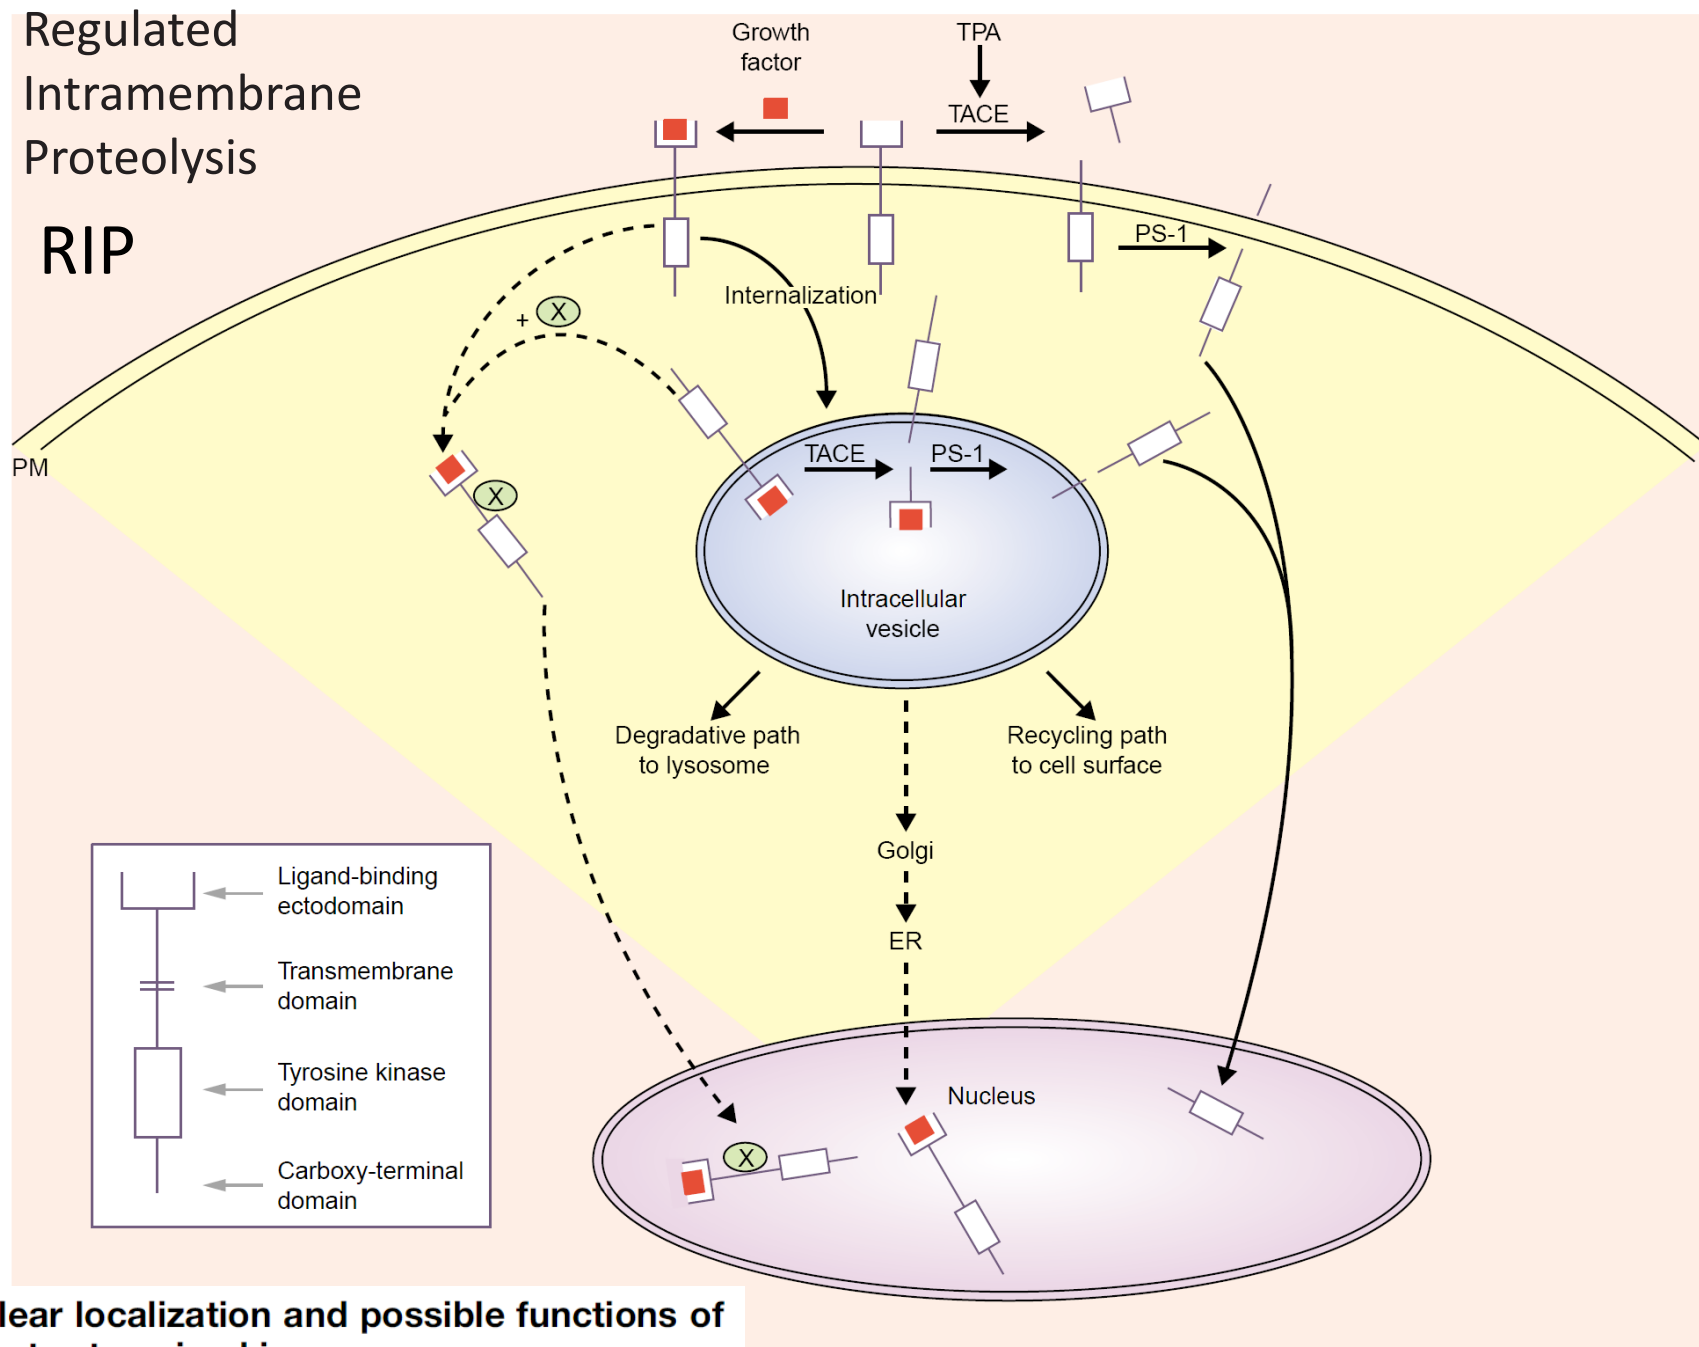 Regulated
Intramembrane
Proteolysis
RIP
Growth
factor
TPA
TACE
PS-1
Internalization
+ X
PM
X
TACE
PS-1
Intracellular
vesicle
Degradative path
to lysosome
Recycling path
to cell surface
Golgi
ER
Nucleus
X
Ligand-binding
ectodomain
Transmembrane
domain
Tyrosine kinase
domain
Carboxy-terminal
domain
lear localization and possible functions of